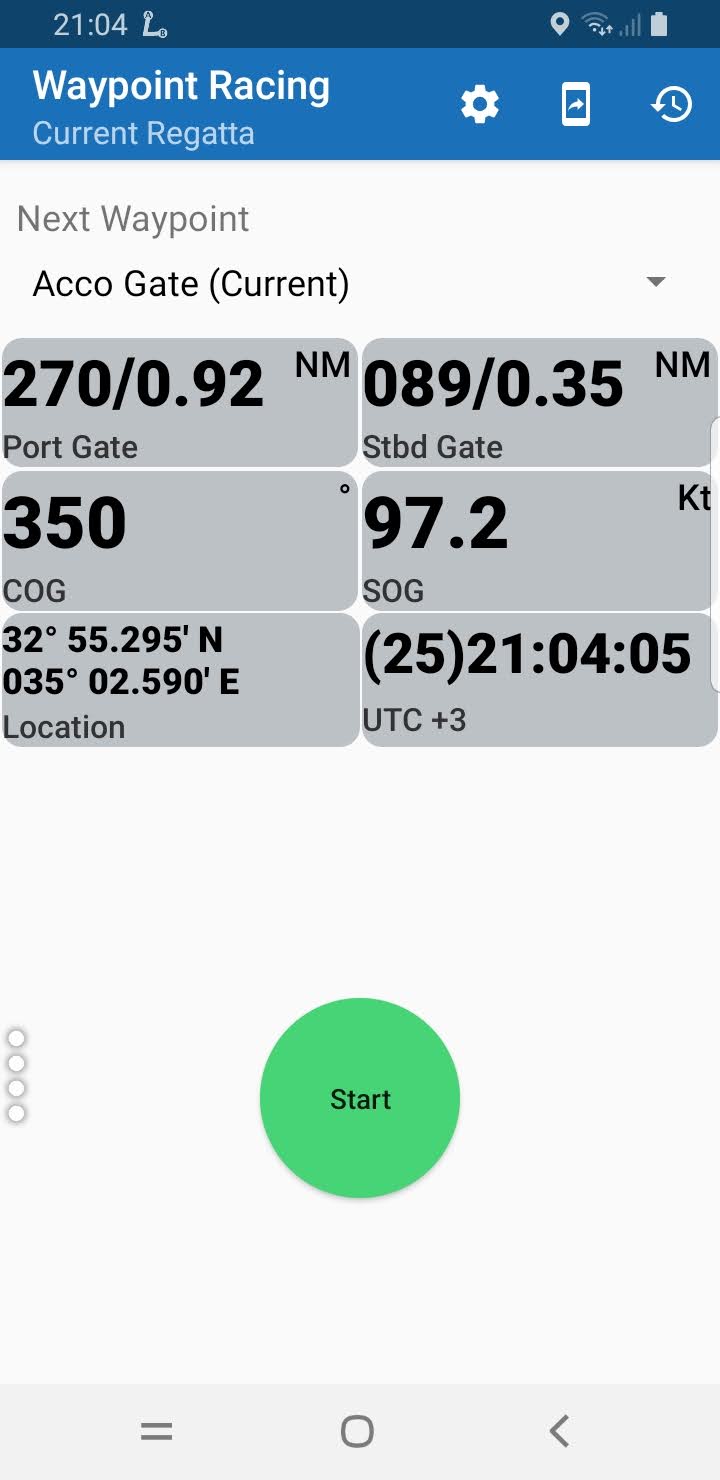 21:04
Waypoint Racing
Current Regatta
Next Waypoint
Acco Gate (Current)
270/0.92 NM
Port Gate
089/0.35 NM
Stbd Gate
350 °
COG
97.2 Kt
SOG
32° 55.295' N
035° 02.590' E
Location
(25)21:04:05
UTC +3
Start